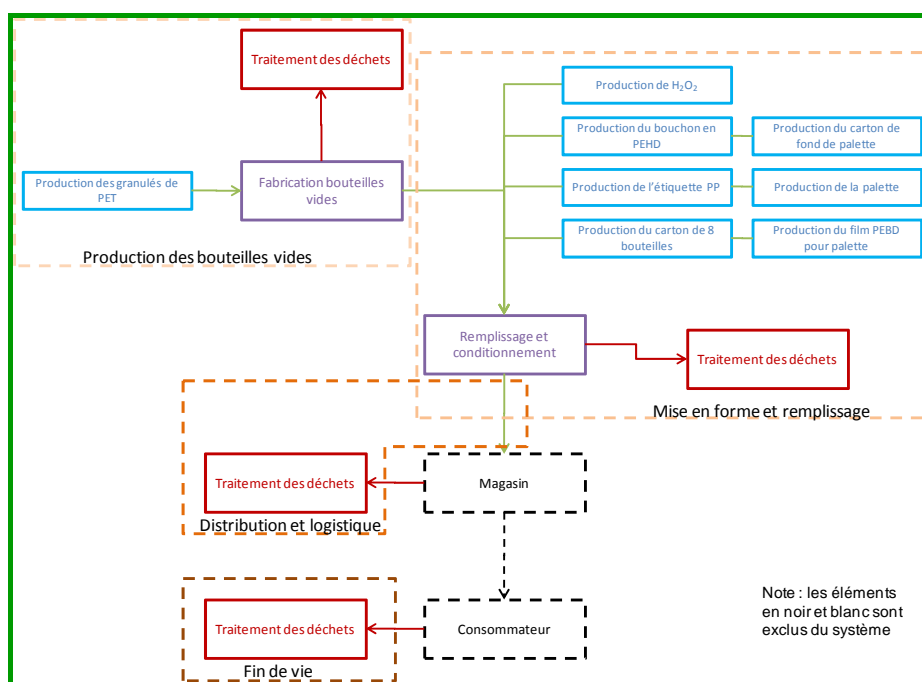 Traitement des déchets
Production de H₂O₂
Production du bouchon en
PEHD
Production du carton de
fond de palette
Production des granulés de
PET
Fabrication bouteilles
vides
Production de l'étiquette PP
Production de la palette
Production du carton de 8
bouteilles
Production du film PEBD
pour palette
Production des bouteilles vides
Remplissage et
conditionnement
Traitement des déchets
Mise en forme et remplissage
Traitement des déchets
Magasin
Distribution et logistique
Traitement des déchets
Consommateur
Fin de vie
Note : les éléments
en noir et blanc sont
exclus du système